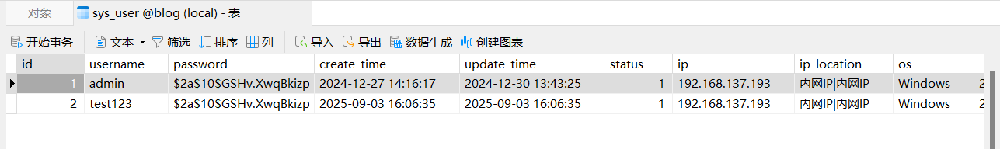 对象 sys_user @blog (local) - 表
开始事务 文本 筛选 排序 列 导入 导出 数据生成 创建图表
id username password create_time update_time status ip ip_location os
1 admin $2a$10$GSHv.XwqBkizp 2024-12-27 14:16:17 2024-12-30 13:43:25 1 192.168.137.193 内网IP|内网IP Windows 2
2 test123 $2a$10$GSHv.XwqBkizp 2025-09-03 16:06:35 2025-09-03 16:06:35 1 192.168.137.193 内网IP|内网IP Windows 2